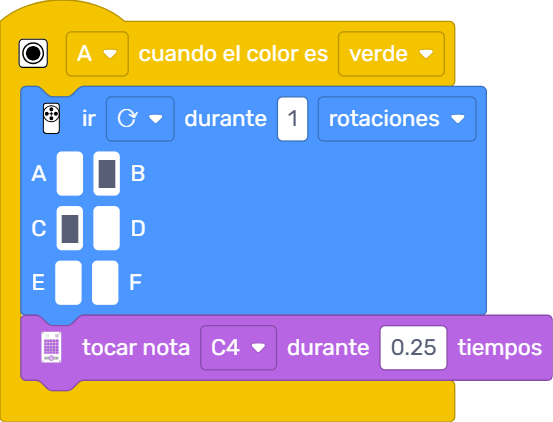 A cuando el color es verde
ir durante 1 rotaciones
A B
C D
E F
tocar nota C4 durante 0.25 tiempos